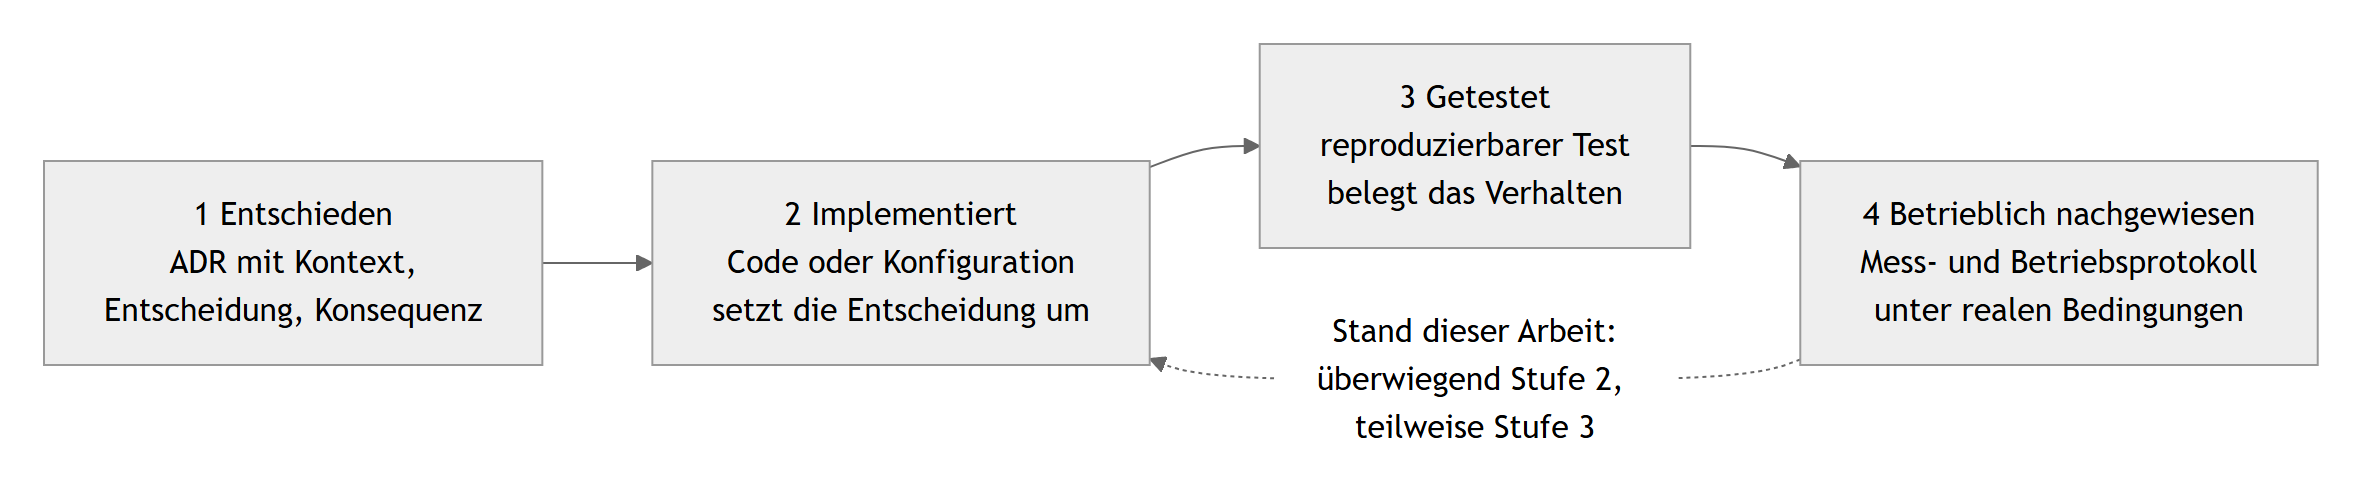 1 Entschieden
ADR mit Kontext,
Entscheidung, Konsequenz
2 Implementiert
Code oder Konfiguration
setzt die Entscheidung um
3 Getestet
reproduzierbarer Test
belegt das Verhalten
4 Betrieblich nachgewiesen
Mess- und Betriebsprotokoll
unter realen Bedingungen
Stand dieser Arbeit:
überwiegend Stufe 2,
teilweise Stufe 3